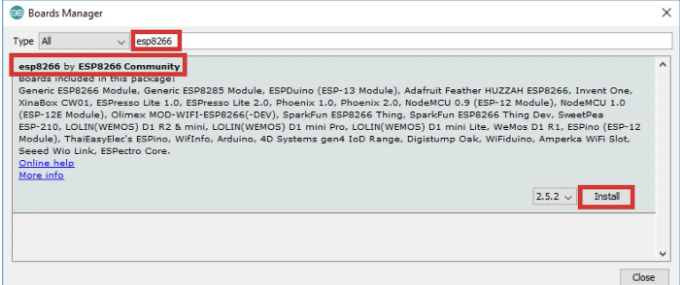 Boards Manager
Type All esp8266
esp8266 by ESP8266 Community
Boards included in this package:
Generic ESP8266 Module, Generic ESP8285 Module, ESPDuino (ESP-13 Module), Adafruit Feather HUZZAH ESP8266, Invent One,
XinaBox CW01, ESPresso Lite 1.0, ESPresso Lite 2.0, Phoenix 1.0, Phoenix 2.0, NodeMCU 0.9 (ESP-12 Module), NodeMCU 1.0
(ESP-12E Module), Olimex MOD-WIFI-ESP8266(-DEV), SparkFun ESP8266 Thing, SparkFun ESP8266 Thing Dev, SweetPea
ESP-210, LOLIN(WEMOS) D1 R2 & mini, LOLIN(WEMOS) D1 mini Pro, LOLIN(WEMOS) D1 mini Lite, WeMos D1 R1, ESPino (ESP-12
Module), ThaiEasyElec's ESPino, WifInfo, Arduino, 4D Systems gen4 IoD Range, Digistump Oak, WiFiduino, Amperka WiFi Slot,
Seeed Wio Link, ESPectro Core.
Online help
More info
2.5.2 Install
Close